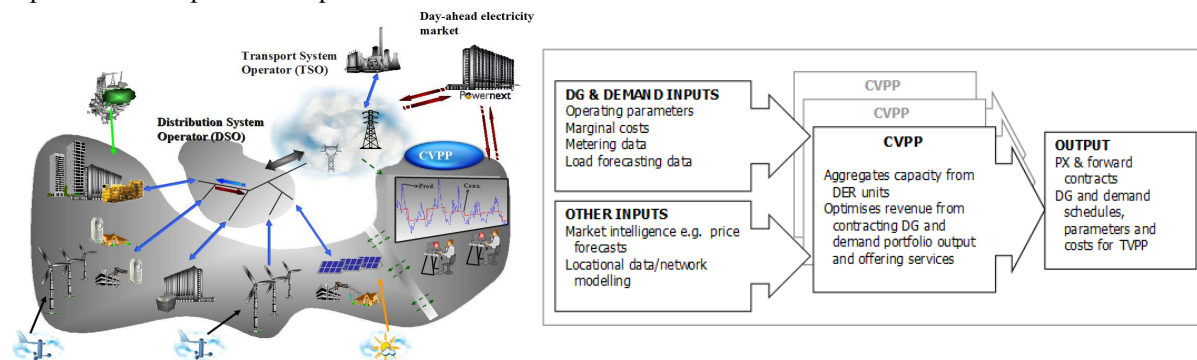 Day-ahead electricity
market
Transport System
Operator (TSO)
Powernext
Distribution System
Operator (DSO)
CVPP
Prod
Cons.
CVPP
CVPP
DG & DEMAND INPUTS
Operating parameters
Marginal costs
Metering data
Load forecasting data
OTHER INPUTS
Market intelligence e.g. price
forecasts
Locational data/network
modelling
CVPP
Aggregates capacity from
DER units
Optimises revenue from
contracting DG and
demand portfolio output
and offering services
OUTPUT
PX & forward
contracts
DG and demand
schedules,
parameters and
costs for TVPP